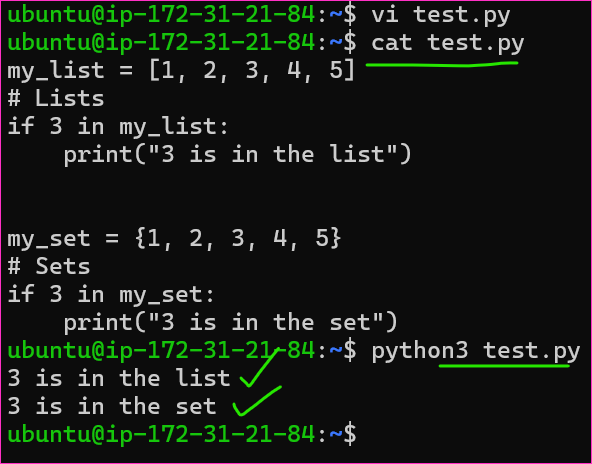 ubuntu@ip-172-31-21-84:~$ vi test.py
ubuntu@ip-172-31-21-84:~$ cat test.py
my_list = [1, 2, 3, 4, 5]
# Lists
if 3 in my_list:
    print("3 is in the list")


my_set = {1, 2, 3, 4, 5}
# Sets
if 3 in my_set:
    print("3 is in the set")
ubuntu@ip-172-31-21-84:~$ python3 test.py
3 is in the list
3 is in the set
ubuntu@ip-172-31-21-84:~$